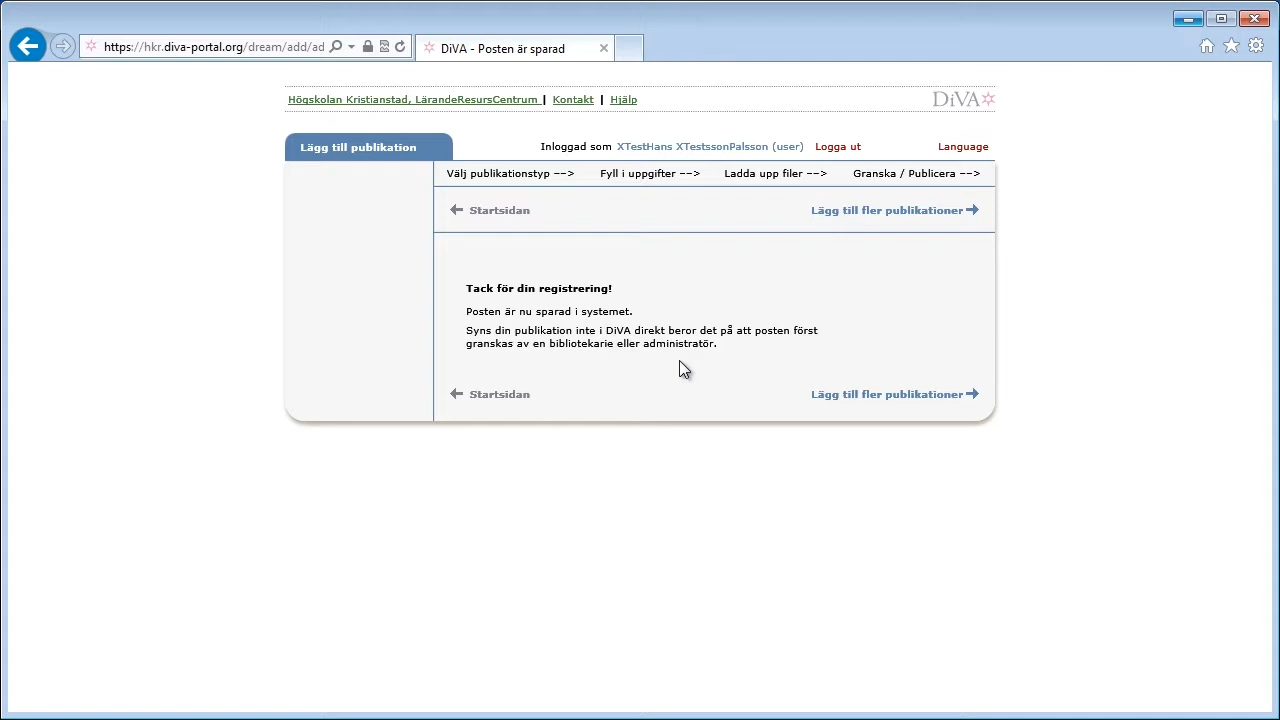 https://hkr.diva-portal.org/dream/add/ad
DiVA - Posten är sparad
Högskolan Kristianstad, LärandeResursCentrum | Kontakt | Hjälp
DiVA
Lägg till publikation
Inloggad som XTestHans XTestssonPalsson (user) Logga ut Language
Välj publikationstyp --> Fyll i uppgifter --> Ladda upp filer --> Granska / Publicera -->
Startsidan Lägg till fler publikationer
Tack för din registrering!
Posten är nu sparad i systemet.
Syns din publikation inte i DiVA direkt beror det på att posten först
granskas av en bibliotekarie eller administratör.
Startsidan Lägg till fler publikationer